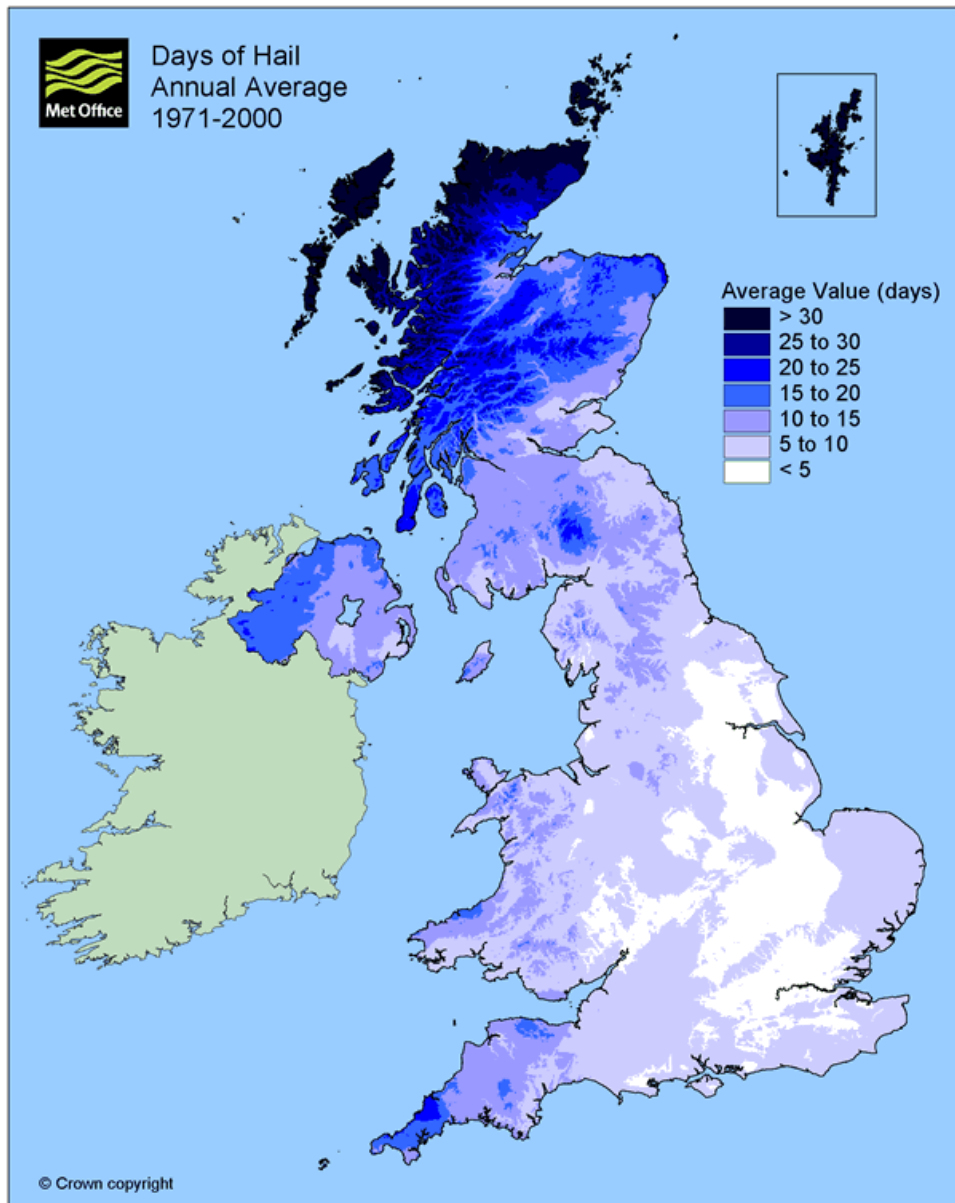 Met Office
Days of Hail
Annual Average
1971-2000
Average Value (days)
> 30
25 to 30
20 to 25
15 to 20
10 to 15
5 to 10
< 5
© Crown copyright